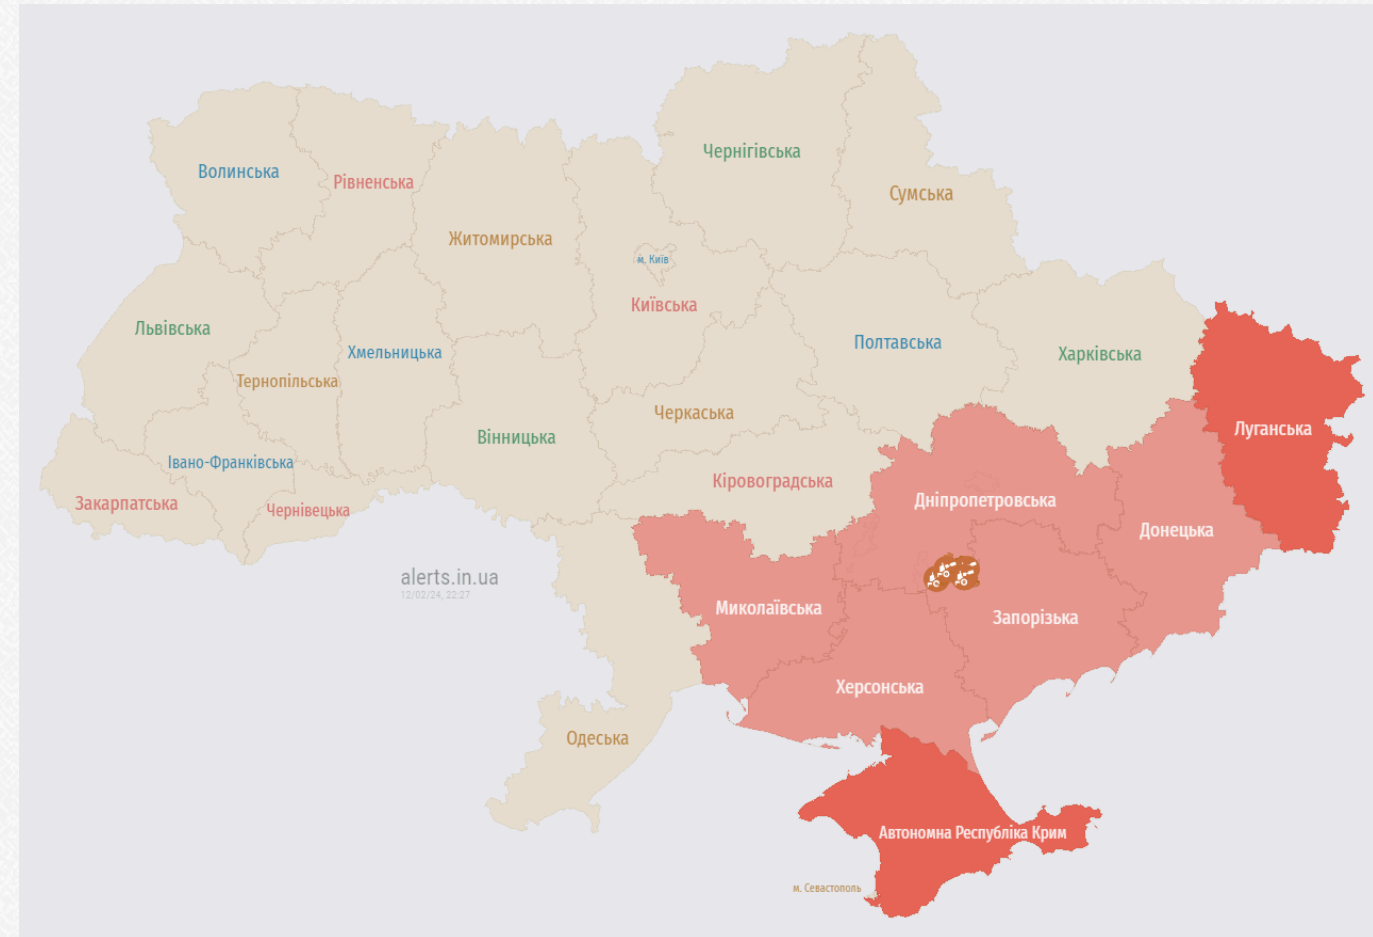 Чернігівська
Волинська
Рівненська
Сумська
Житомирська
м. Київ
Київська
Львівська
Полтавська
Хмельницька
Харківська
Тернопільська
Черкаська
Луганська
Вінницька
Івано-Франківська
Кіровоградська
Закарпатська
Чернівецька
Дніпропетровська
Донецька
alerts.in.ua
12/02/24, 22:27
Миколаївська
Запорізька
Херсонська
Одеська
Автономна Республіка Крим
м. Севастополь